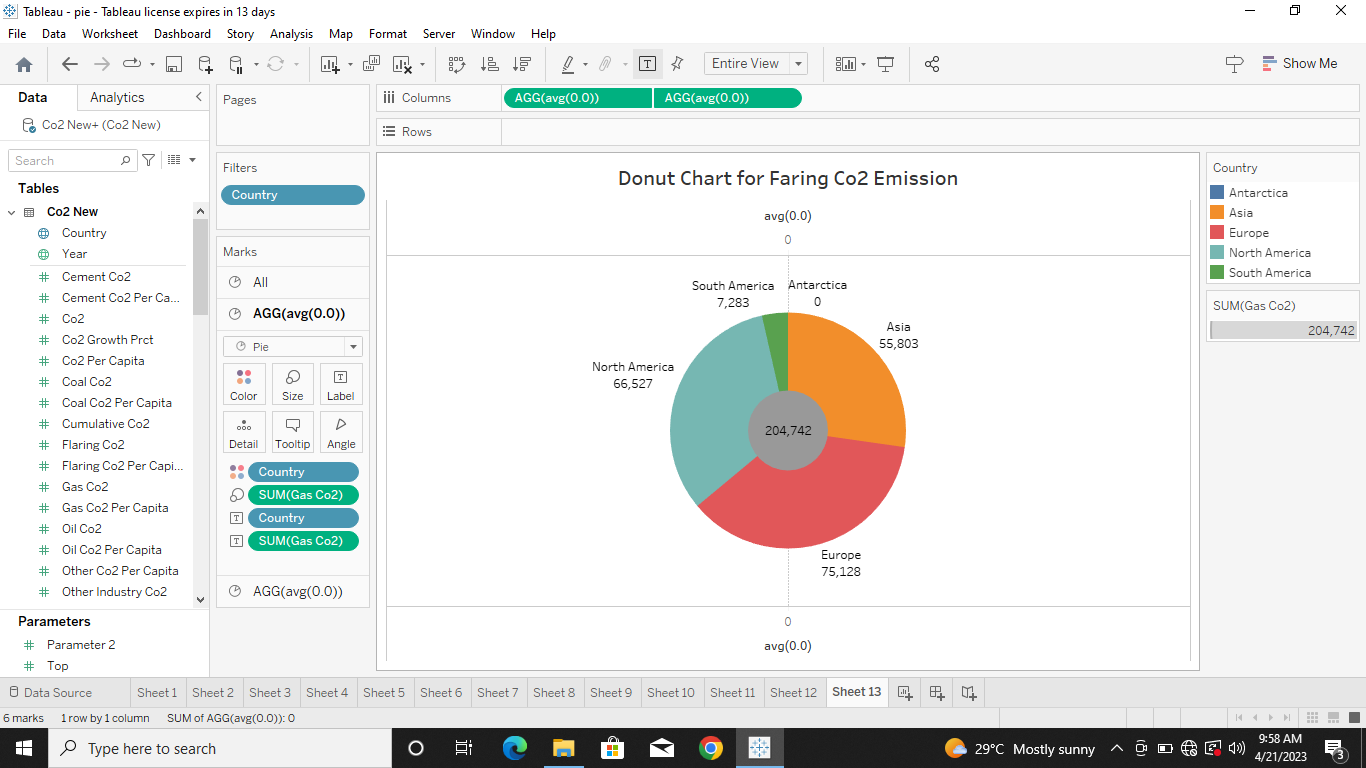 Tableau - pie - Tableau license expires in 13 days
File Data Worksheet Dashboard Story Analysis Map Format Server Window Help
Entire View
Show Me
Data Analytics
Co2 New+ (Co2 New)
Search
Tables
Co2 New
Country
Year
Cement Co2
Cement Co2 Per Ca...
Co2
Co2 Growth Prct
Co2 Per Capita
Coal Co2
Coal Co2 Per Capita
Cumulative Co2
Flaring Co2
Flaring Co2 Per Capi...
Gas Co2
Gas Co2 Per Capita
Oil Co2
Oil Co2 Per Capita
Other Co2 Per Capita
Other Industry Co2
Parameters
Parameter 2
Top
Pages
Filters
Country
Marks
All
AGG(avg(0.0))
Pie
Color Size Label
Detail Tooltip Angle
Country
SUM(Gas Co2)
Country
SUM(Gas Co2)
AGG(avg(0.0))
Columns AGG(avg(0.0)) AGG(avg(0.0))
Rows
Donut Chart for Faring Co2 Emission
avg(0.0)
0
South America
7,283
Antarctica
0
Asia
55,803
North America
66,527
204,742
Europe
75,128
0
avg(0.0)
Country
Antarctica
Asia
Europe
North America
South America
SUM(Gas Co2)
204,742
Data Source Sheet 1 Sheet 2 Sheet 3 Sheet 4 Sheet 5 Sheet 6 Sheet 7 Sheet 8 Sheet 9 Sheet 10 Sheet 11 Sheet 12 Sheet 13
6 marks 1 row by 1 column SUM of AGG(avg(0.0)): 0
Type here to search
29°C Mostly sunny
9:58 AM
4/21/2023
3